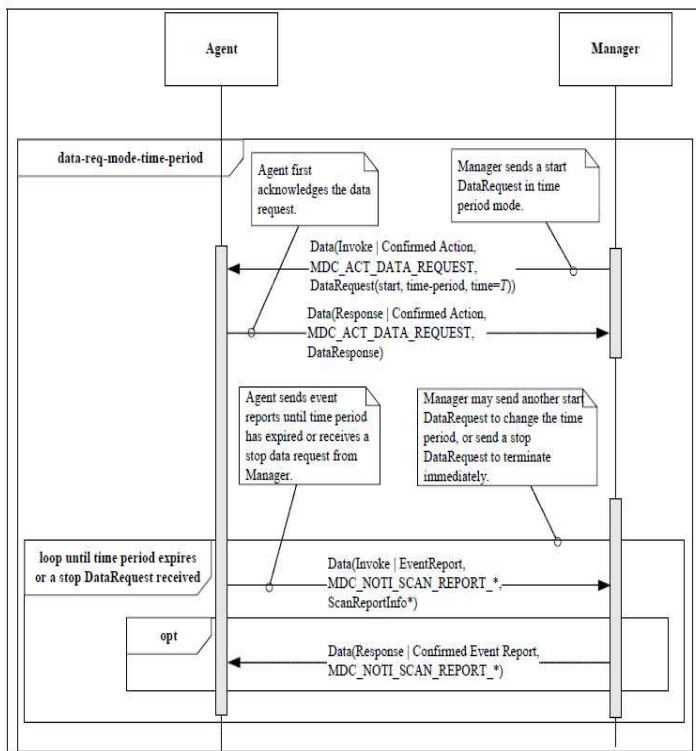 Agent
Manager
data-req-mode-time-period
Agent first
acknowledges the data
request.
Manager sends a start
DataRequest in time
period mode.
Data(Invoke | Confirmed Action,
MDC_ACT_DATA_REQUEST,
DataRequest(start, time-period, time=T))
Data(Response | Confirmed Action,
MDC_ACT_DATA_REQUEST,
DataResponse)
Agent sends event
reports until time period
has expired or receives a
stop data request from
Manager.
Manager may send another start
DataRequest to change the time
period, or send a stop
DataRequest to terminate
immediately.
loop until time period expires
or a stop DataRequest received
Data(Invoke | EventReport,
MDC_NOTI_SCAN_REPORT_*,
ScanReportInfo*)
opt
Data(Response | Confirmed Event Report,
MDC_NOTI_SCAN_REPORT_*)